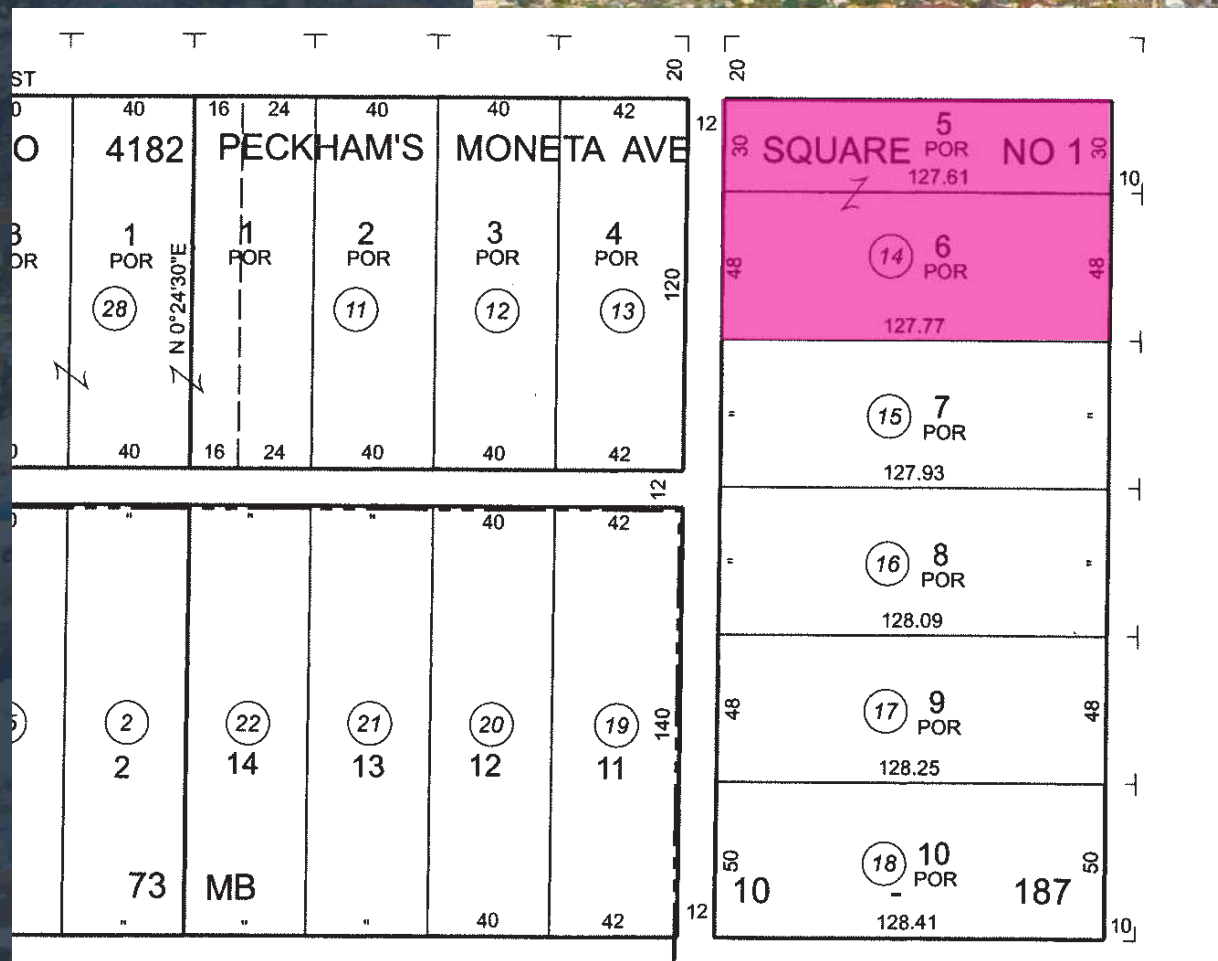 20 20
ST
40 16 24 40 40 42 12
4182 PECKHAM'S MONETA AVE SQUARE NO 1
30 5 POR 30
127.61
10
1 POR
1 POR
2 POR
3 POR
4 POR
N 0°24'30"E
28
11
12
13
120
48 14 6 POR 48
127.77
" 15 7 POR "
127.93
40 16 24 40 40 42
12
" " " 40 42
" 16 8 POR "
128.09
2
22
21
20
19
140
2
14
13
12
11
48 17 9 POR 48
128.25
73 MB
50 18 10 POR 50
10 - 187
128.41
" " " 40 42 12
10